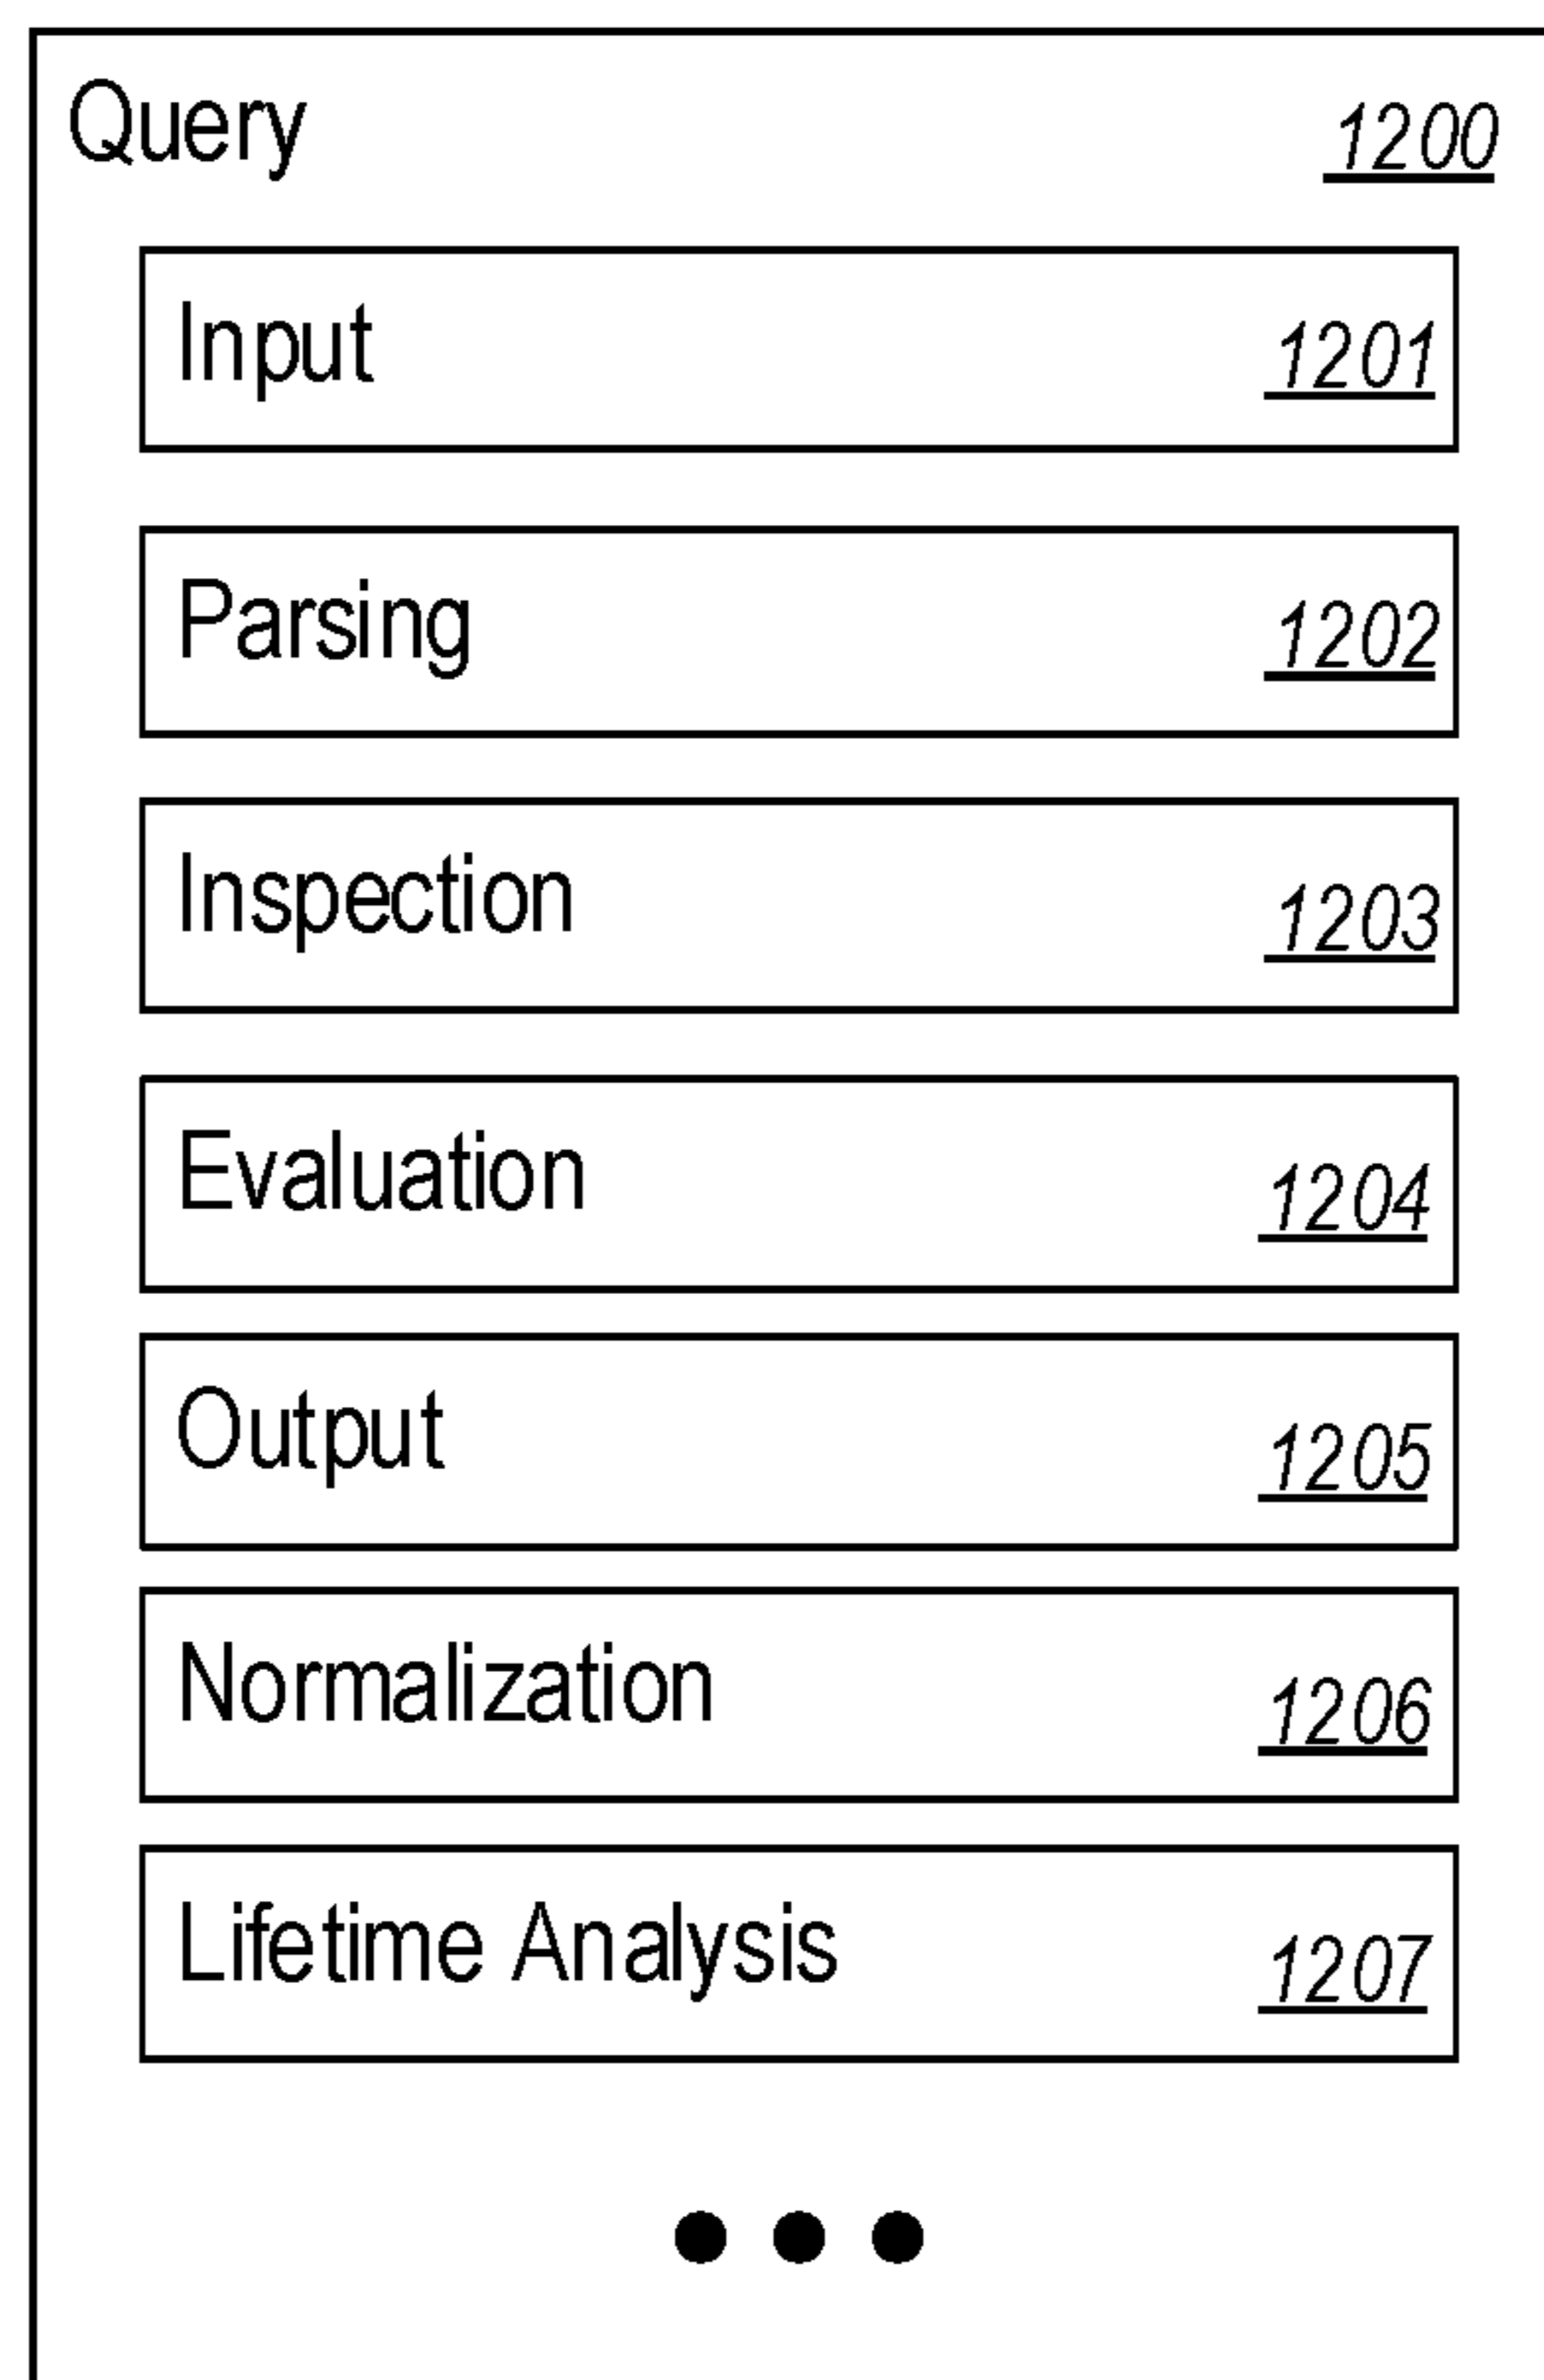 Query 1200
Input 1201
Parsing 1202
Inspection 1203
Evaluation 1204
Output 1205
Normalization 1206
Lifetime Analysis 1207